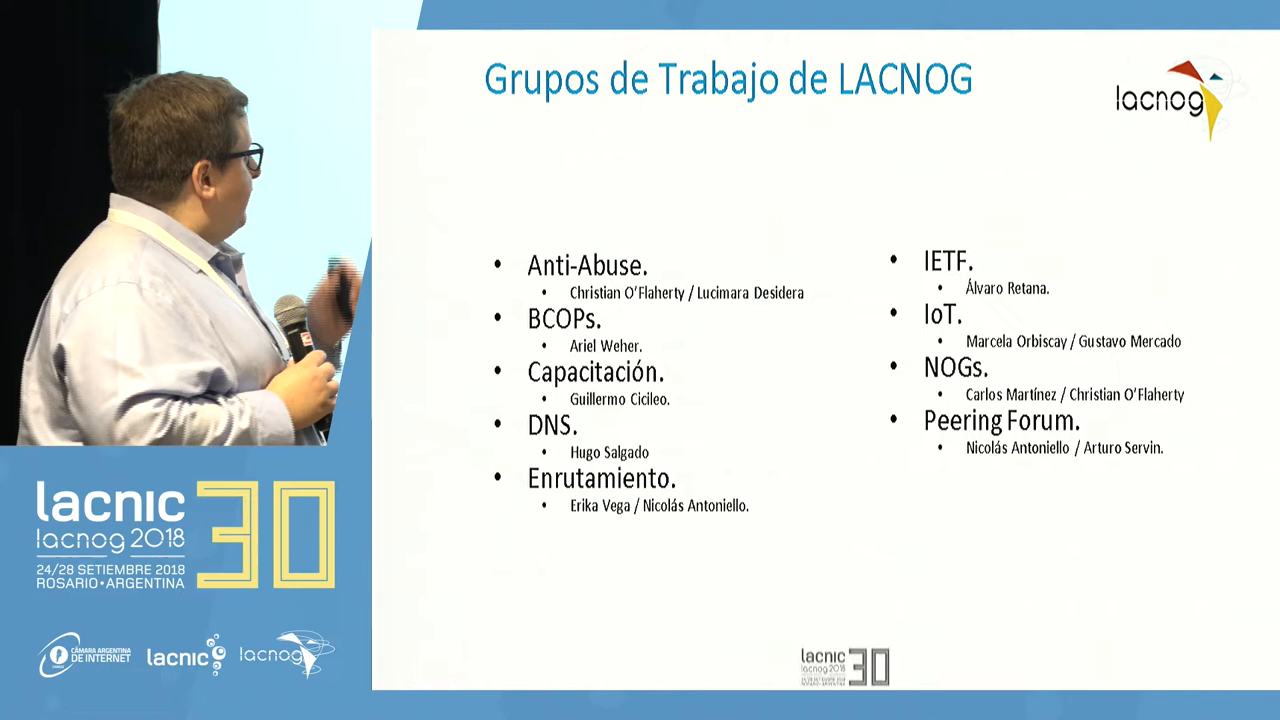 Grupos de Trabajo de LACNOG
lacnog
• Anti-Abuse.
• Christian O'Flaherty / Lucimara Desidera
• BCOPs.
• Ariel Weher.
• Capacitación.
• Guillermo Cicileo.
• DNS.
• Hugo Salgado
• Enrutamiento.
• Erika Vega / Nicolás Antoniello.
• IETF.
• Álvaro Retana.
• IoT.
• Marcela Orbiscay / Gustavo Mercado
• NOGs.
• Carlos Martínez / Christian O'Flaherty
• Peering Forum.
• Nicolás Antoniello / Arturo Servin.
lacnic 30
lacnog 2018
24/28 SETIEMBRE 2018
ROSARIO • ARGENTINA
CÁMARA ARGENTINA
DE INTERNET
lacnic
lacnog
lacnic 30
lacnog 2018